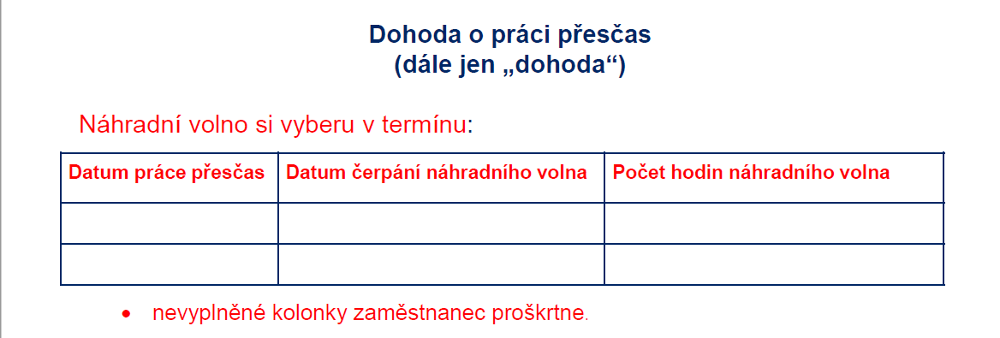 Dohoda o práci přesčas
(dále jen „dohoda“)
Náhradní volno si vyberu v termínu:
Datum práce přesčas Datum čerpání náhradního volna Počet hodin náhradního volna
• nevyplněné kolonky zaměstnanec proškrtne.